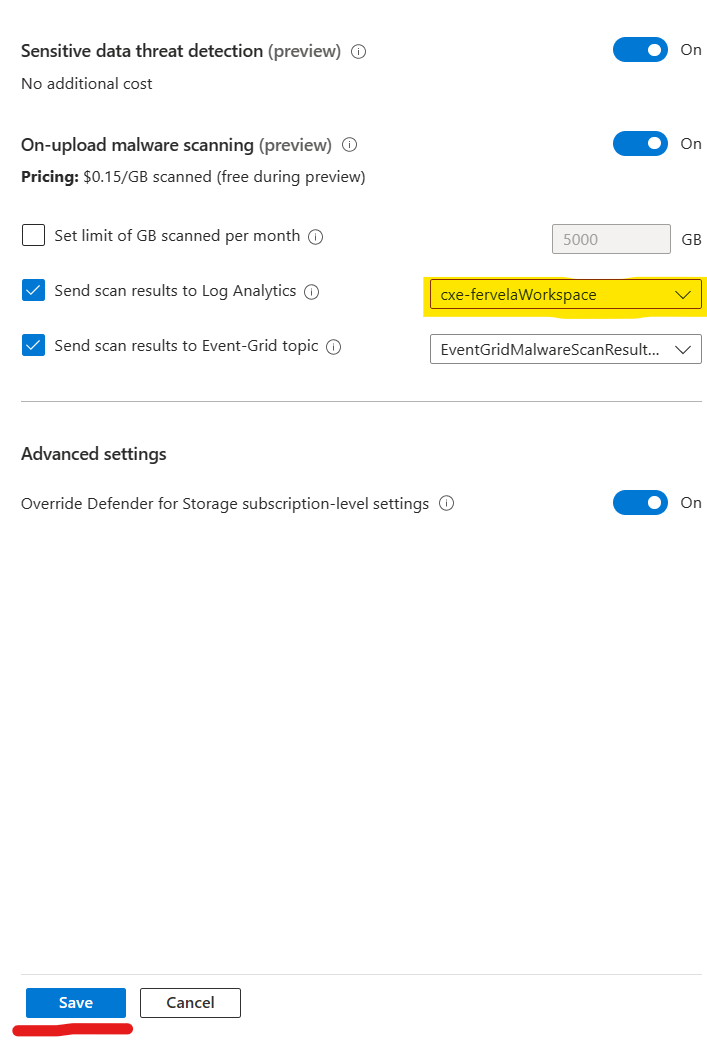 Sensitive data threat detection (preview)
On
No additional cost
On-upload malware scanning (preview)
On
Pricing: $0.15/GB scanned (free during preview)
Set limit of GB scanned per month
5000
GB
Send scan results to Log Analytics
cxe-fervelaWorkspace
Send scan results to Event-Grid topic
EventGridMalwareScanResult...
Advanced settings
Override Defender for Storage subscription-level settings
On
Save
Cancel